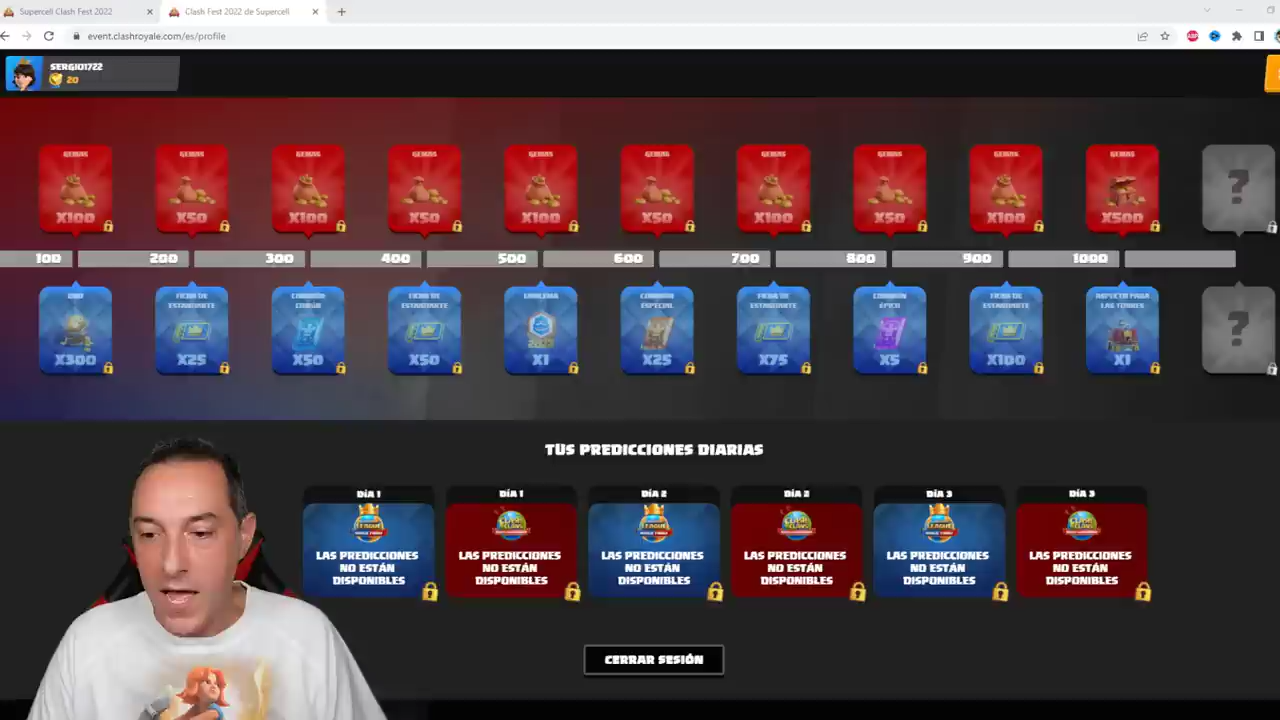 Supercell Clash Fest 2022
Clash Fest 2022 de Supercell
event.clashroyale.com/es/profile
ABP
SERGIO1722
20
GEMAS GEMAS GEMAS GEMAS GEMAS GEMAS GEMAS GEMAS GEMAS GEMAS
X100 X50 X100 X50 X100 X50 X100 X50 X100 X500 ?
100 200 300 400 500 600 700 800 900 1000
ORO
FICHA DE
ESTANDARTE
COMODÍN
COMÚN
FICHA DE
ESTANDARTE
EMBLEMA
COMODÍN
ESPECIAL
FICHA DE
ESTANDARTE
COMODÍN
ÉPICO
FICHA DE
ESTANDARTE
ASPECTO PARA
LAS TORRES
X300 X25 X50 X50 X1 X25 X75 X5 X100 X1 ?
TUS PREDICCIONES DIARIAS
DÍA 1 DÍA 1 DÍA 2 DÍA 2 DÍA 3 DÍA 3
LAS PREDICCIONES
NO ESTÁN
DISPONIBLES
LAS PREDICCIONES
NO ESTÁN
DISPONIBLES
LAS PREDICCIONES
NO ESTÁN
DISPONIBLES
LAS PREDICCIONES
NO ESTÁN
DISPONIBLES
LAS PREDICCIONES
NO ESTÁN
DISPONIBLES
LAS PREDICCIONES
NO ESTÁN
DISPONIBLES
CERRAR SESIÓN